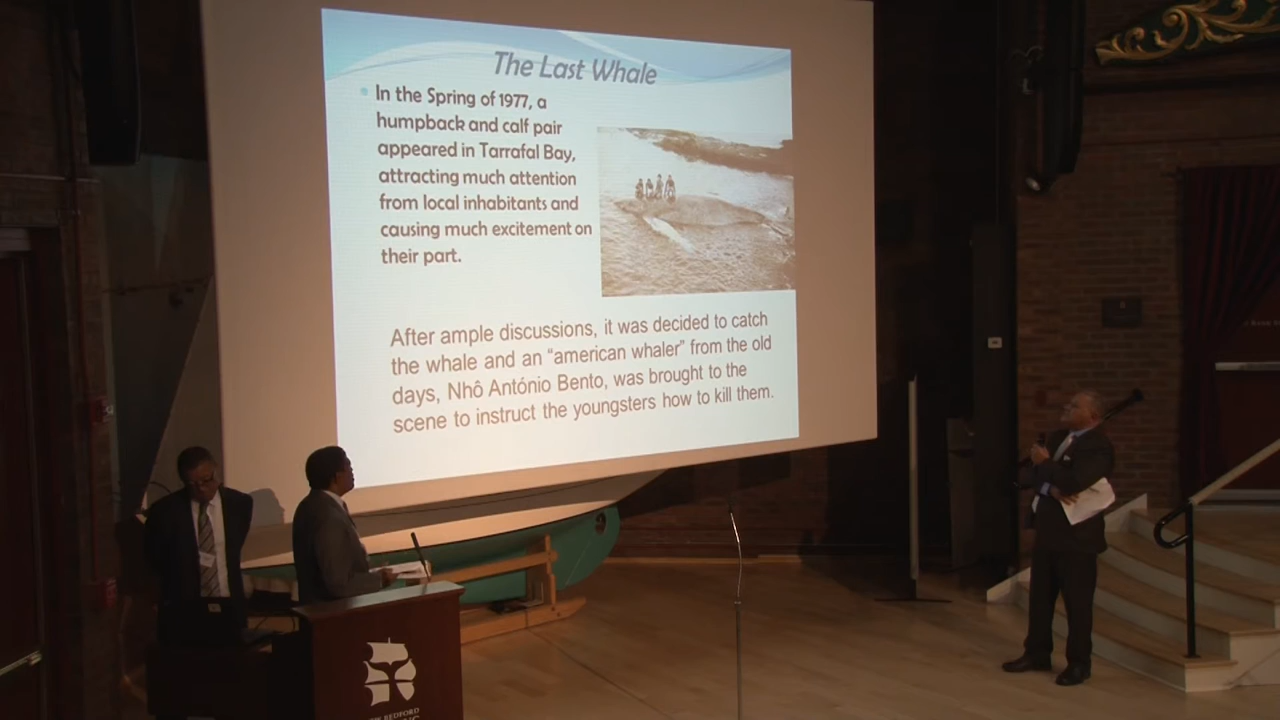 The Last Whale
In the Spring of 1977, a
humpback and calf pair
appeared in Tarrafal Bay,
attracting much attention
from local inhabitants and
causing much excitement on
their part.
After ample discussions, it was decided to catch
the whale and an “american whaler” from the old
days, Nhô António Bento, was brought to the
scene to instruct the youngsters how to kill them.
BEDFORD